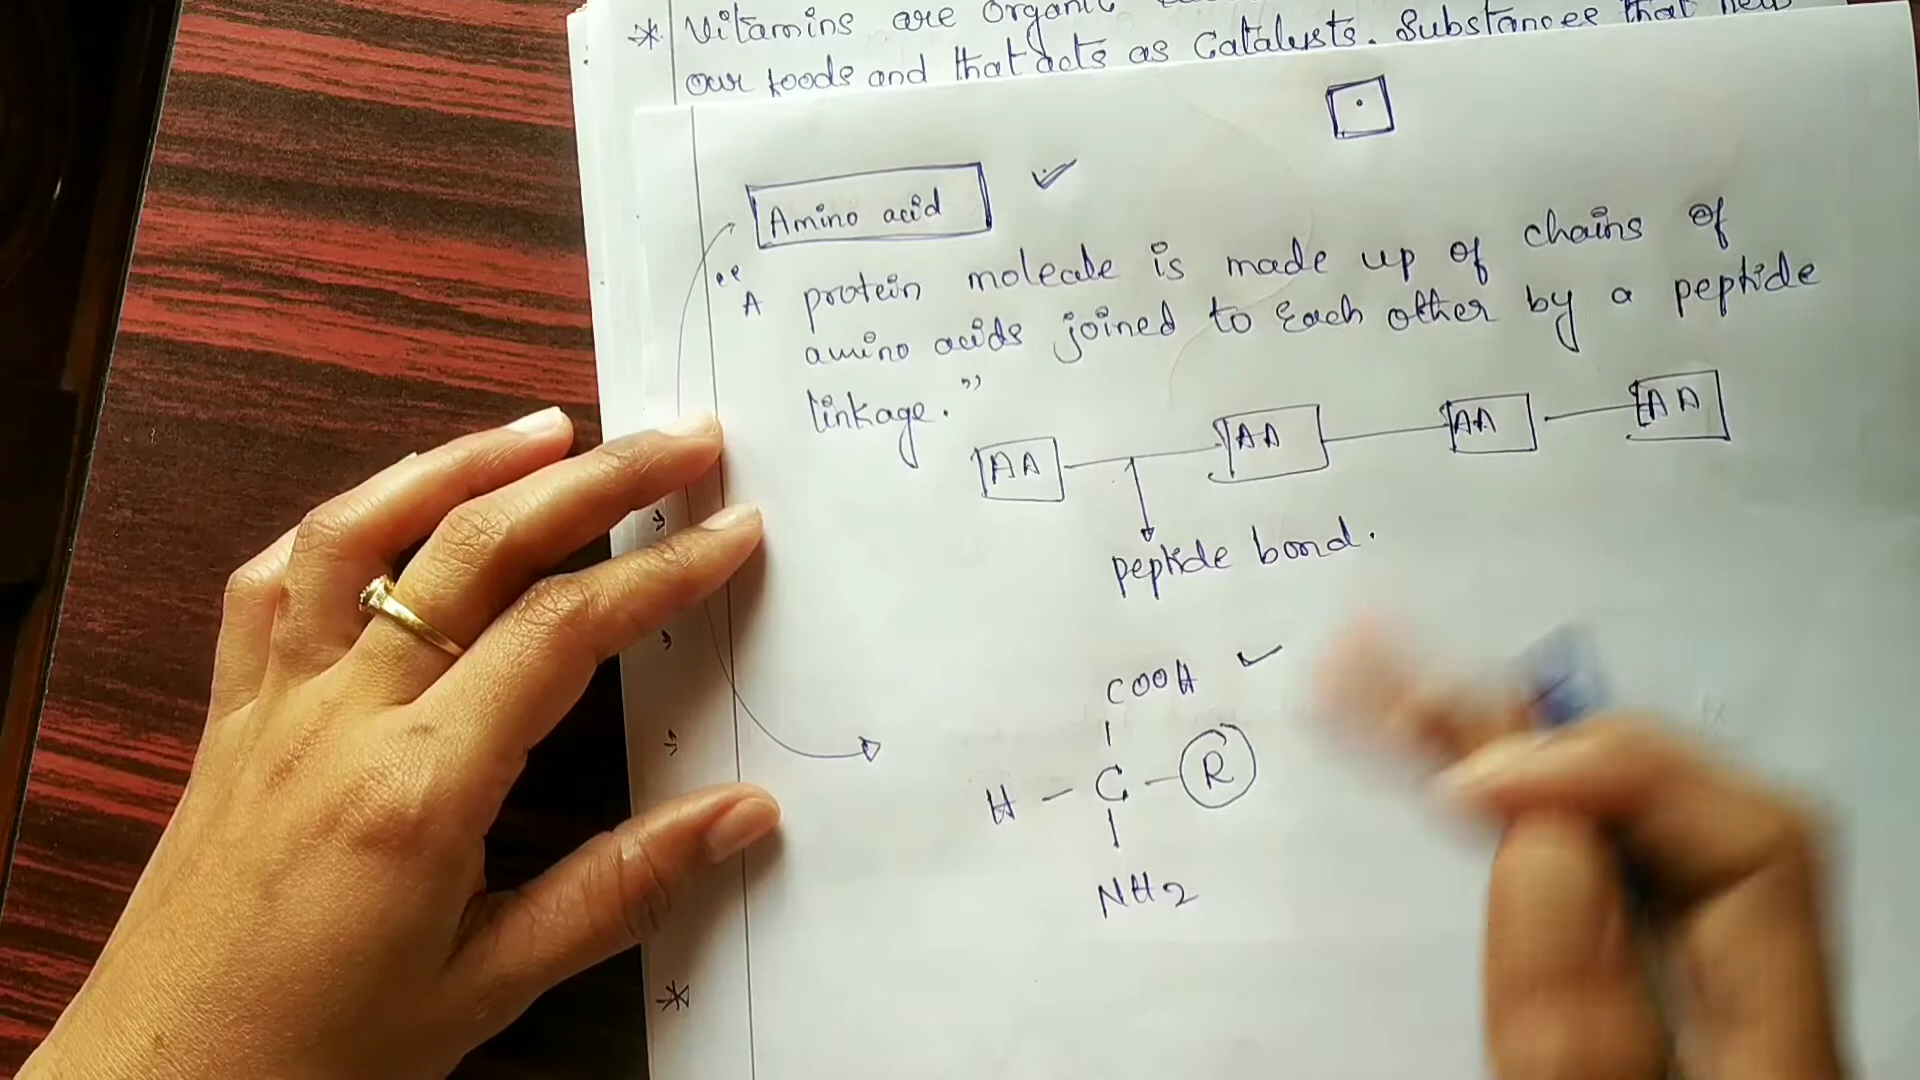 * Vitamins are organic
our foods and that acts as Catalysts. Substances that
Amino acid
"A protein molecule is made up of chains of
amino acids joined to Each other by a peptide
linkage."
AA AA AA AA
peptide bond.
COOH
H - C - R
NH2
*